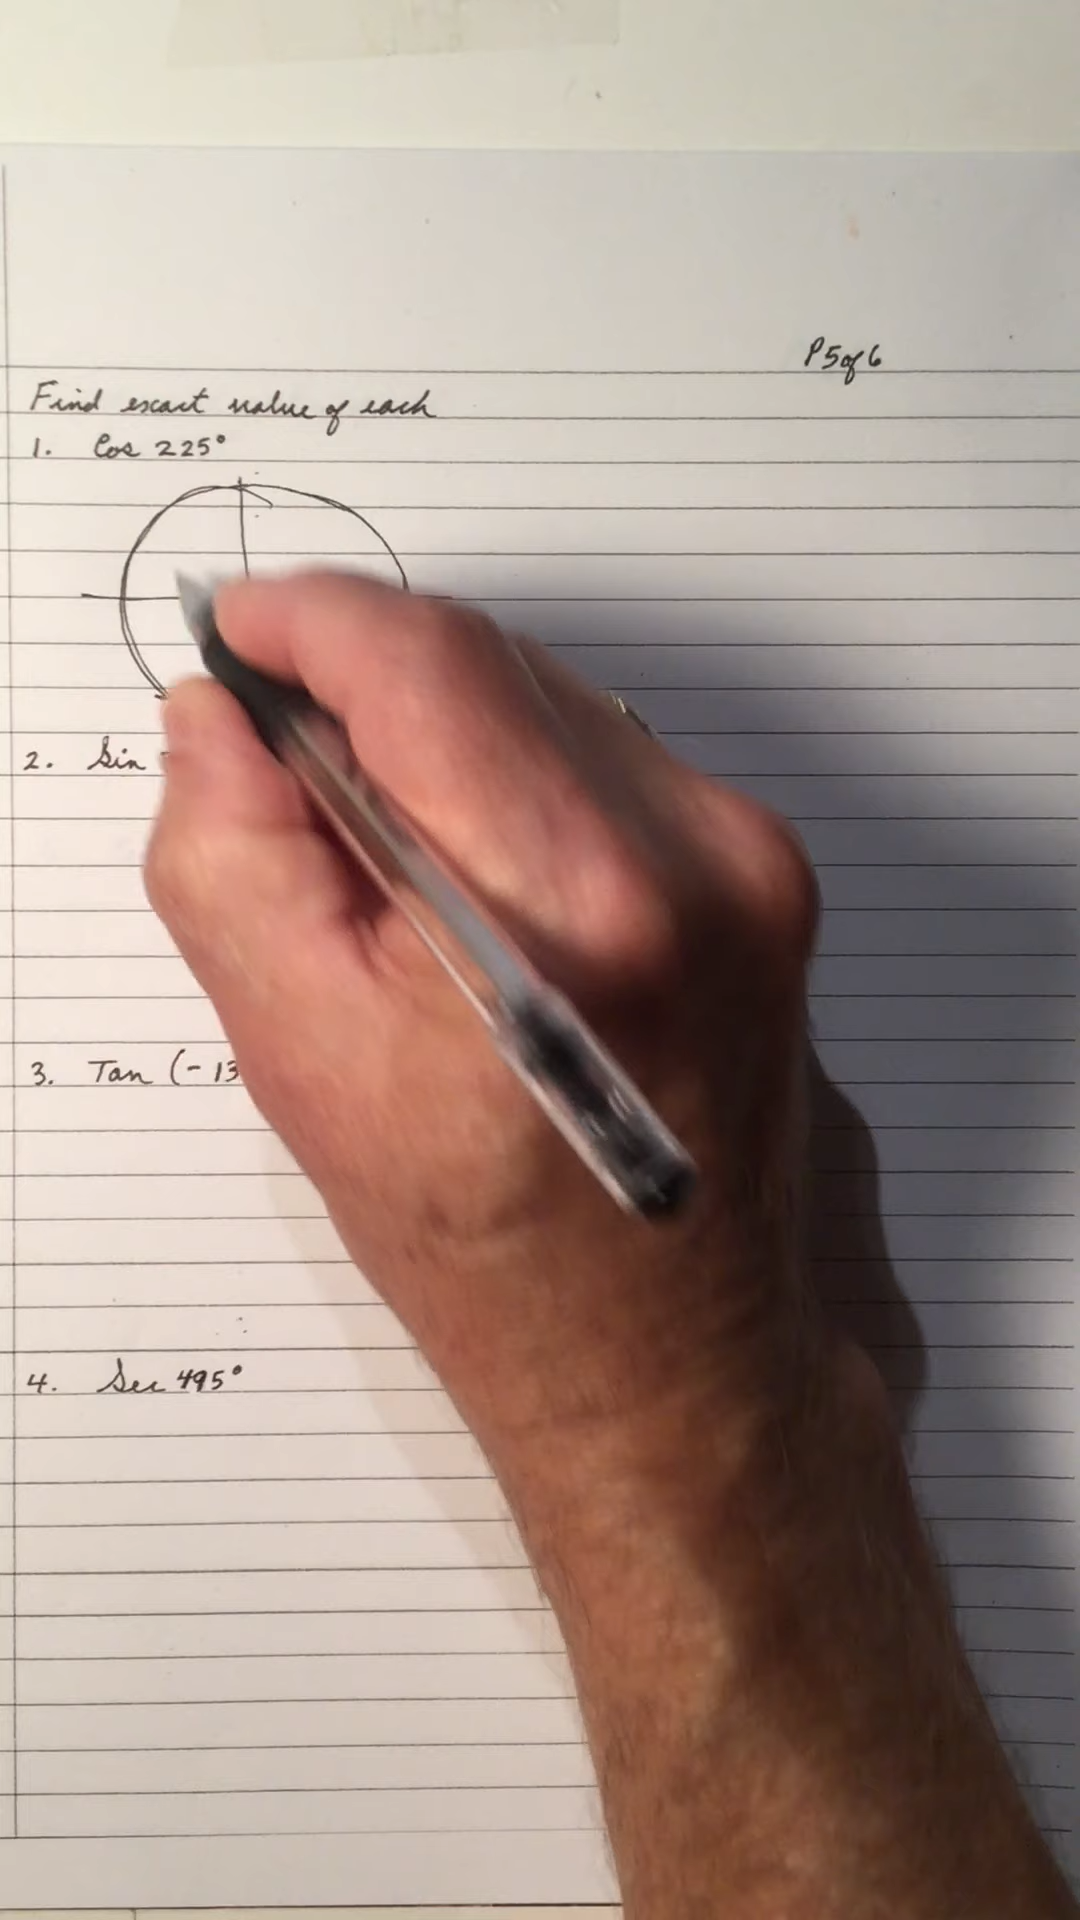 P5of6
Find exact value of each
1. Cos 225°
2. Sin
3. Tan (-13
4. Sec 495°